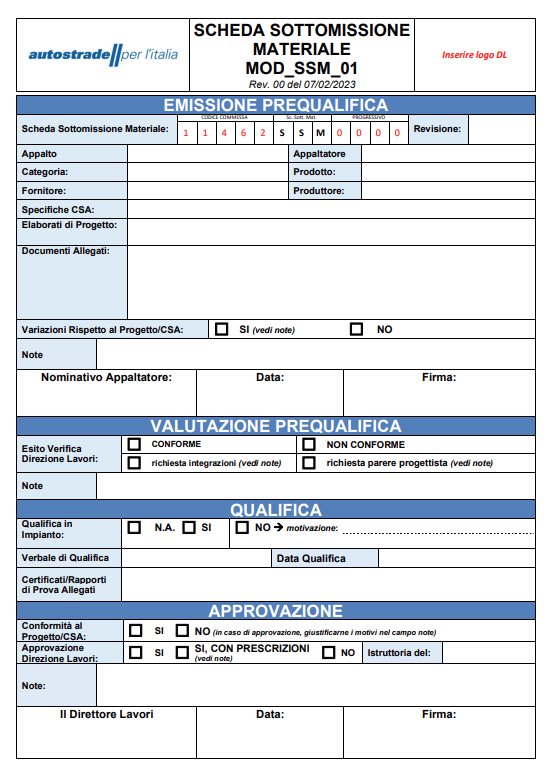 autostrade per l'italia
SCHEDA SOTTOMISSIONE
MATERIALE
MOD_SSM_01
Rev. 00 del 07/02/2023
Inserire logo DL
EMISSIONE PREQUALIFICA
CODICE COMMESSA Sc. Sott. Mat. PROGRESSIVO
Scheda Sottomissione Materiale: 1 1 4 6 2 S S M 0 0 0 0 Revisione:
Appalto Appaltatore
Categoria: Prodotto:
Fornitore: Produttore:
Specifiche CSA:
Elaborati di Progetto:
Documenti Allegati:
Variazioni Rispetto al Progetto/CSA: SI (vedi note) NO
Note
Nominativo Appaltatore: Data: Firma:
VALUTAZIONE PREQUALIFICA
Esito Verifica
Direzione Lavori:
CONFORME NON CONFORME
richiesta integrazioni (vedi note) richiesta parere progettista (vedi note)
Note
QUALIFICA
Qualifica in
Impianto:
N.A. SI NO → motivazione:
Verbale di Qualifica Data Qualifica
Certificati/Rapporti
di Prova Allegati
APPROVAZIONE
Conformità al
Progetto/CSA:
SI NO (in caso di approvazione, giustificarne i motivi nel campo note)
Approvazione
Direzione Lavori:
SI SI, CON PRESCRIZIONI
(vedi note)
NO Istruttoria del:
Note:
Il Direttore Lavori Data: Firma: